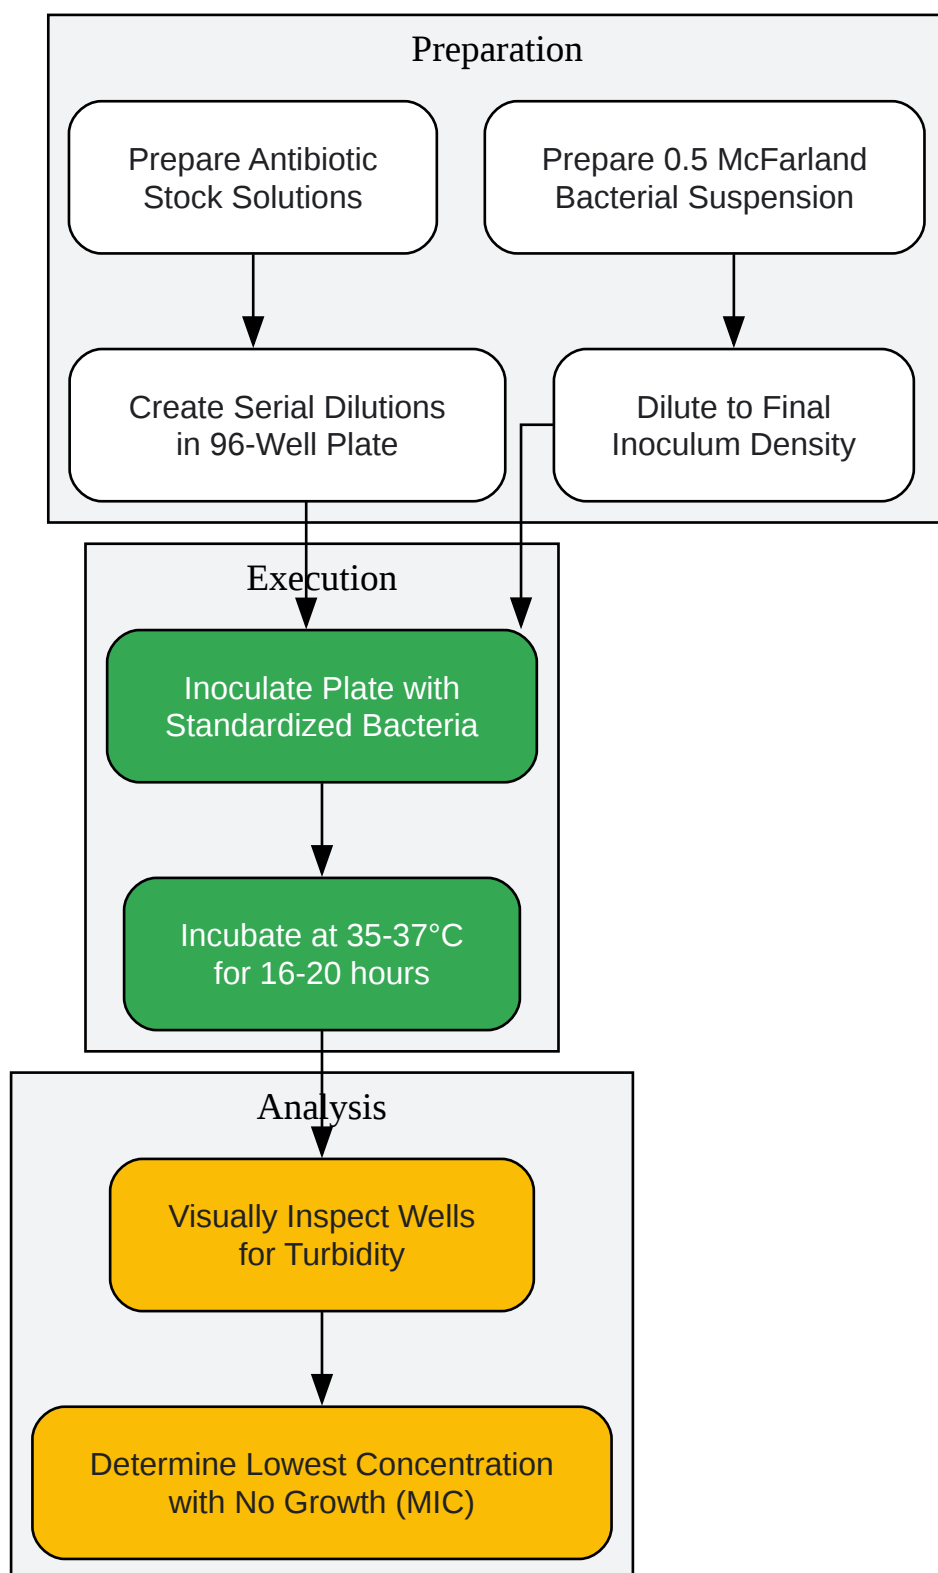 Preparation
Prepare Antibiotic
Stock Solutions
Prepare 0.5 McFarland
Bacterial Suspension
Create Serial Dilutions
in 96-Well Plate
Dilute to Final
Inoculum Density
Execution
Inoculate Plate with
Standardized Bacteria
Incubate at 35-37°C
for 16-20 hours
Analysis
Visually Inspect Wells
for Turbidity
Determine Lowest Concentration
with No Growth (MIC)